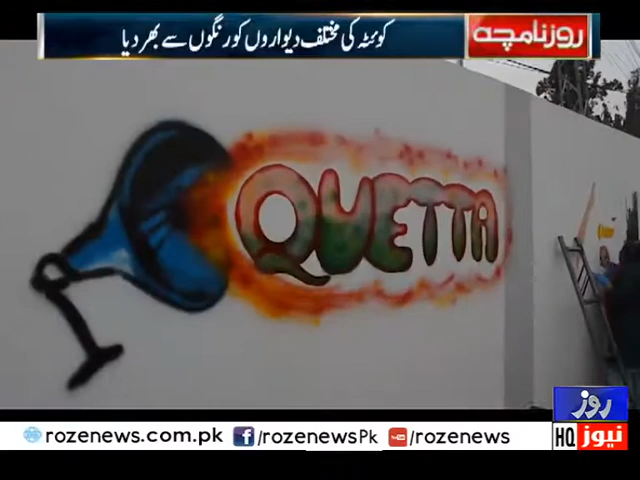 کوئٹہ کی مختلف دیواروں کو رنگوں سے بھر دیا
روزنامچہ
QUETTA
روز
HQ نیوز
rozenews.com.pk /rozenewsPk /rozenews